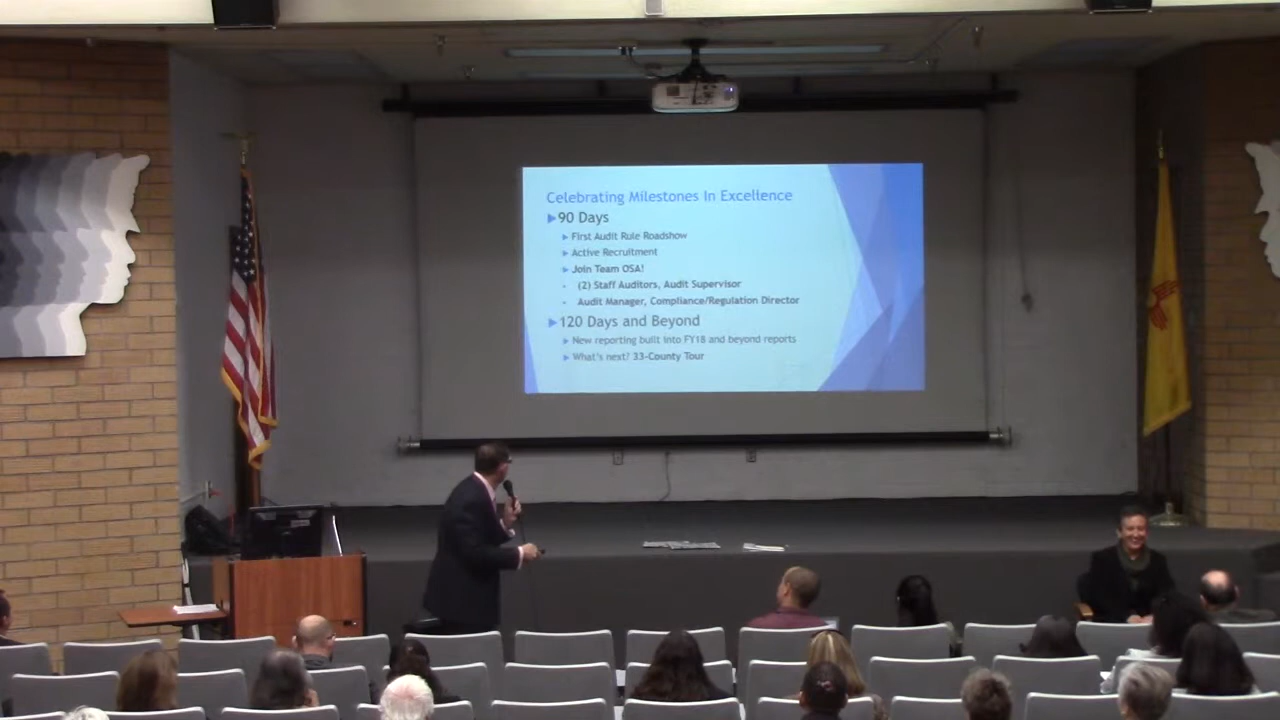 Celebrating Milestones In Excellence
90 Days
First Audit Rule Roadshow
Active Recruitment
Join Team OSA!
- (2) Staff Auditors, Audit Supervisor
- Audit Manager, Compliance/Regulation Director
120 Days and Beyond
New reporting built into FY18 and beyond reports
What's next? 33-County Tour